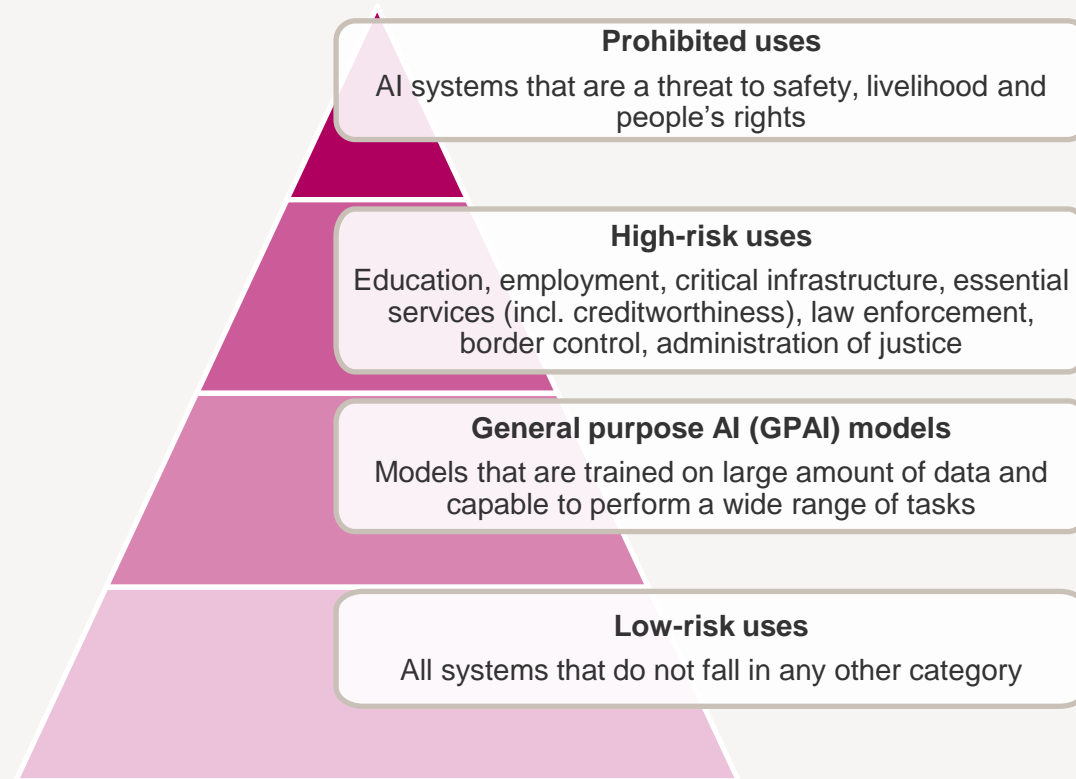 Prohibited uses
AI systems that are a threat to safety, livelihood and
people's rights
High-risk uses
Education, employment, critical infrastructure, essential
services (incl. creditworthiness), law enforcement,
border control, administration of justice
General purpose AI (GPAI) models
Models that are trained on large amount of data and
capable to perform a wide range of tasks
Low-risk uses
All systems that do not fall in any other category